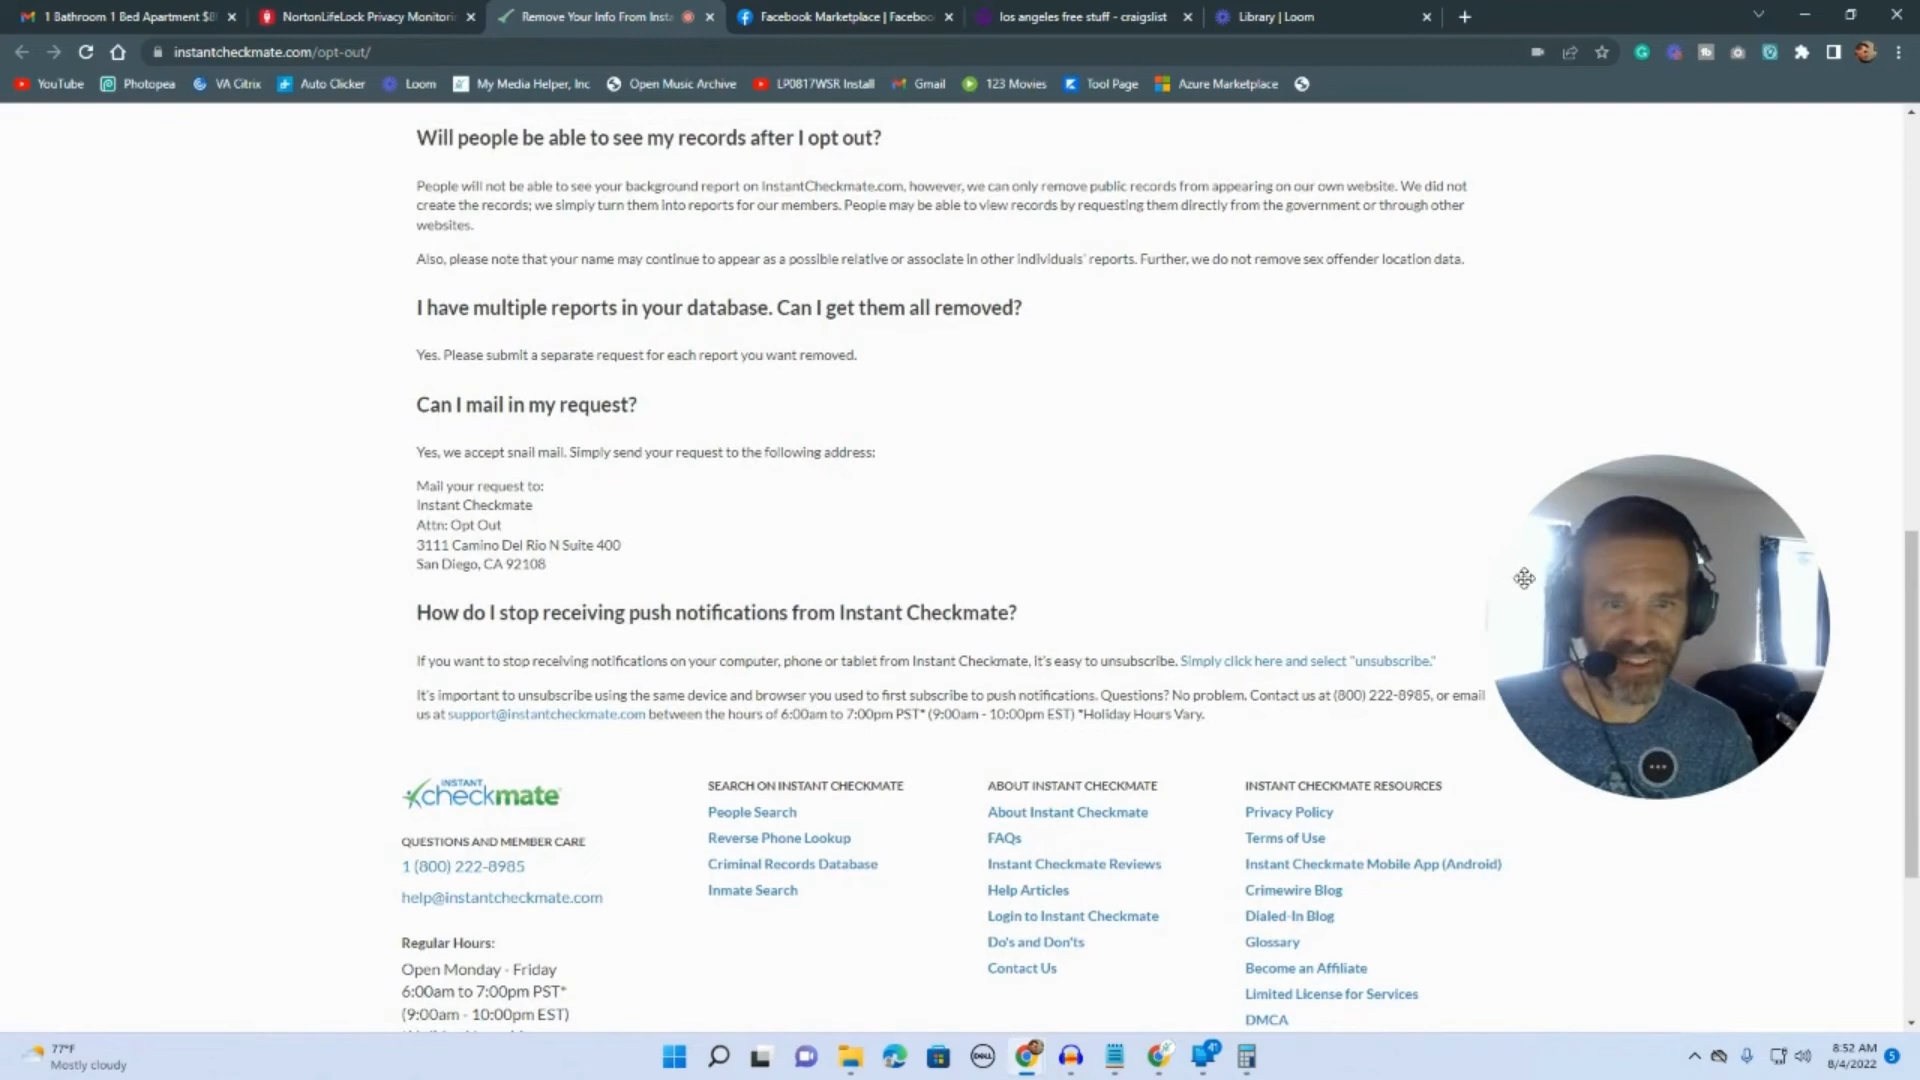 1 Bathroom 1 Bed Apartment $8
NortonLifeLock Privacy Monitorin
Remove Your Info From Insta
Facebook Marketplace | Faceboo
los angeles free stuff - craigslist
Library | Loom
instantcheckmate.com/opt-out/
YouTube
Photopea
VA Citrix
Auto Clicker
Loom
My Media Helper, Inc
Open Music Archive
LP0817WSR Install
Gmail
123 Movies
Tool Page
Azure Marketplace
Will people be able to see my records after I opt out?
People will not be able to see your background report on InstantCheckmate.com, however, we can only remove public records from appearing on our own website. We did not
create the records; we simply turn them into reports for our members. People may be able to view records by requesting them directly from the government or through other
websites.
Also, please note that your name may continue to appear as a possible relative or associate in other individuals' reports. Further, we do not remove sex offender location data.
I have multiple reports in your database. Can I get them all removed?
Yes. Please submit a separate request for each report you want removed.
Can I mail in my request?
Yes, we accept snail mail. Simply send your request to the following address:
Mail your request to:
Instant Checkmate
Attn: Opt Out
3111 Camino Del Rio N Suite 400
San Diego, CA 92108
How do I stop receiving push notifications from Instant Checkmate?
If you want to stop receiving notifications on your computer, phone or tablet from Instant Checkmate, it's easy to unsubscribe. Simply click here and select "unsubscribe."
It's important to unsubscribe using the same device and browser you used to first subscribe to push notifications. Questions? No problem. Contact us at (800) 222-8985, or email
us at support@instantcheckmate.com between the hours of 6:00am to 7:00pm PST* (9:00am - 10:00pm EST) *Holiday Hours Vary.
INSTANT
checkmate
QUESTIONS AND MEMBER CARE
1 (800) 222-8985
help@instantcheckmate.com
Regular Hours:
Open Monday - Friday
6:00am to 7:00pm PST*
(9:00am - 10:00pm EST)
SEARCH ON INSTANT CHECKMATE
People Search
Reverse Phone Lookup
Criminal Records Database
Inmate Search
ABOUT INSTANT CHECKMATE
About Instant Checkmate
FAQs
Instant Checkmate Reviews
Help Articles
Login to Instant Checkmate
Do's and Don'ts
Contact Us
INSTANT CHECKMATE RESOURCES
Privacy Policy
Terms of Use
Instant Checkmate Mobile App (Android)
Crimewire Blog
Dialed-In Blog
Glossary
Become an Affiliate
Limited License for Services
DMCA
77°F
Mostly cloudy
DELL
41
8:52 AM
8/4/2022
5